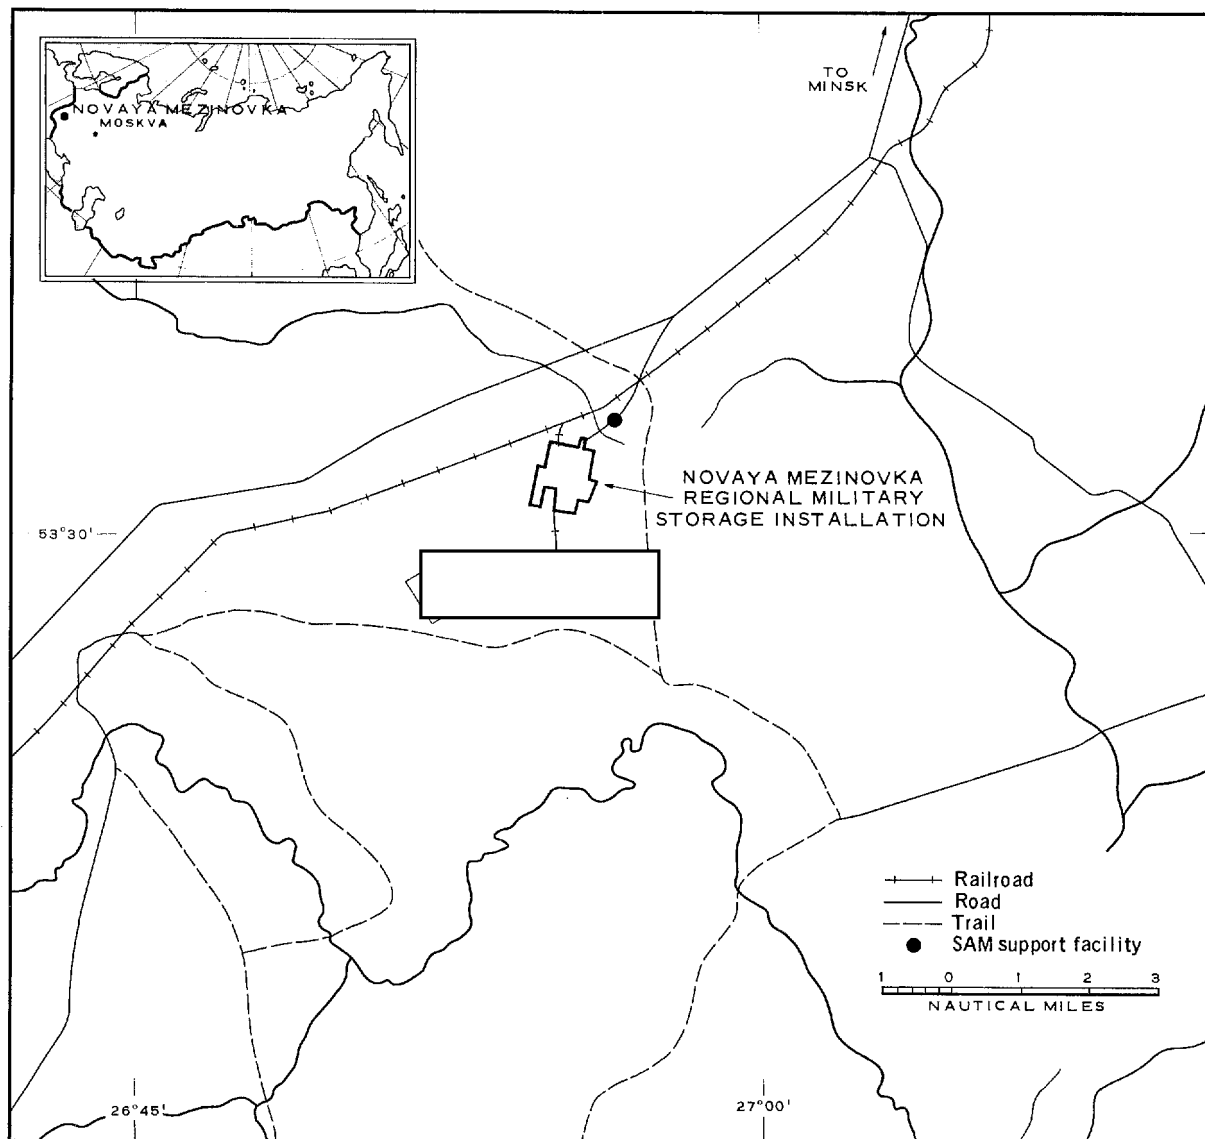 NOVAYA MEZINOVKA
MOSKVA
TO
MINSK
NOVAYA MEZINOVKA
REGIONAL MILITARY
STORAGE INSTALLATION
53°30'
Railroad
Road
Trail
SAM support facility
1 0 1 2 3
NAUTICAL MILES
26°45'
27°00'